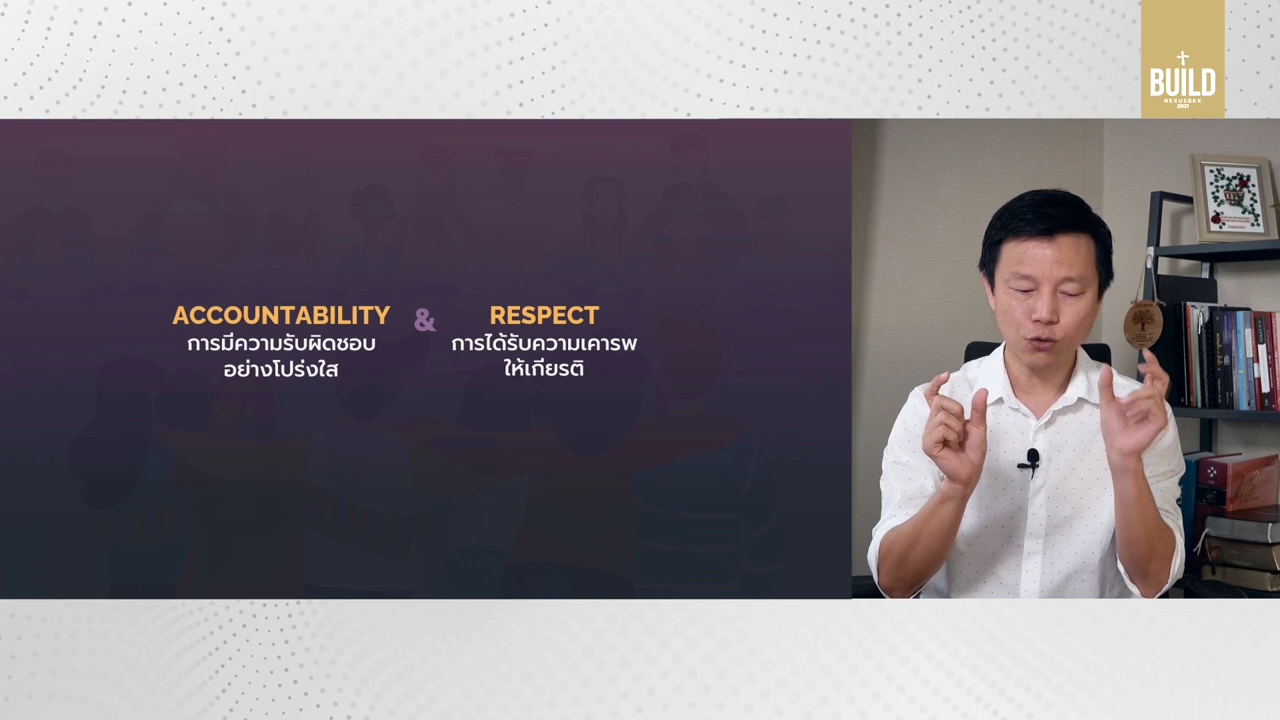 BUILD
NEXUSBKK
2021
ACCOUNTABILITY & RESPECT
การมีความรับผิดชอบ
อย่างโปร่งใส
การได้รับความเคารพ
ให้เกียรติ